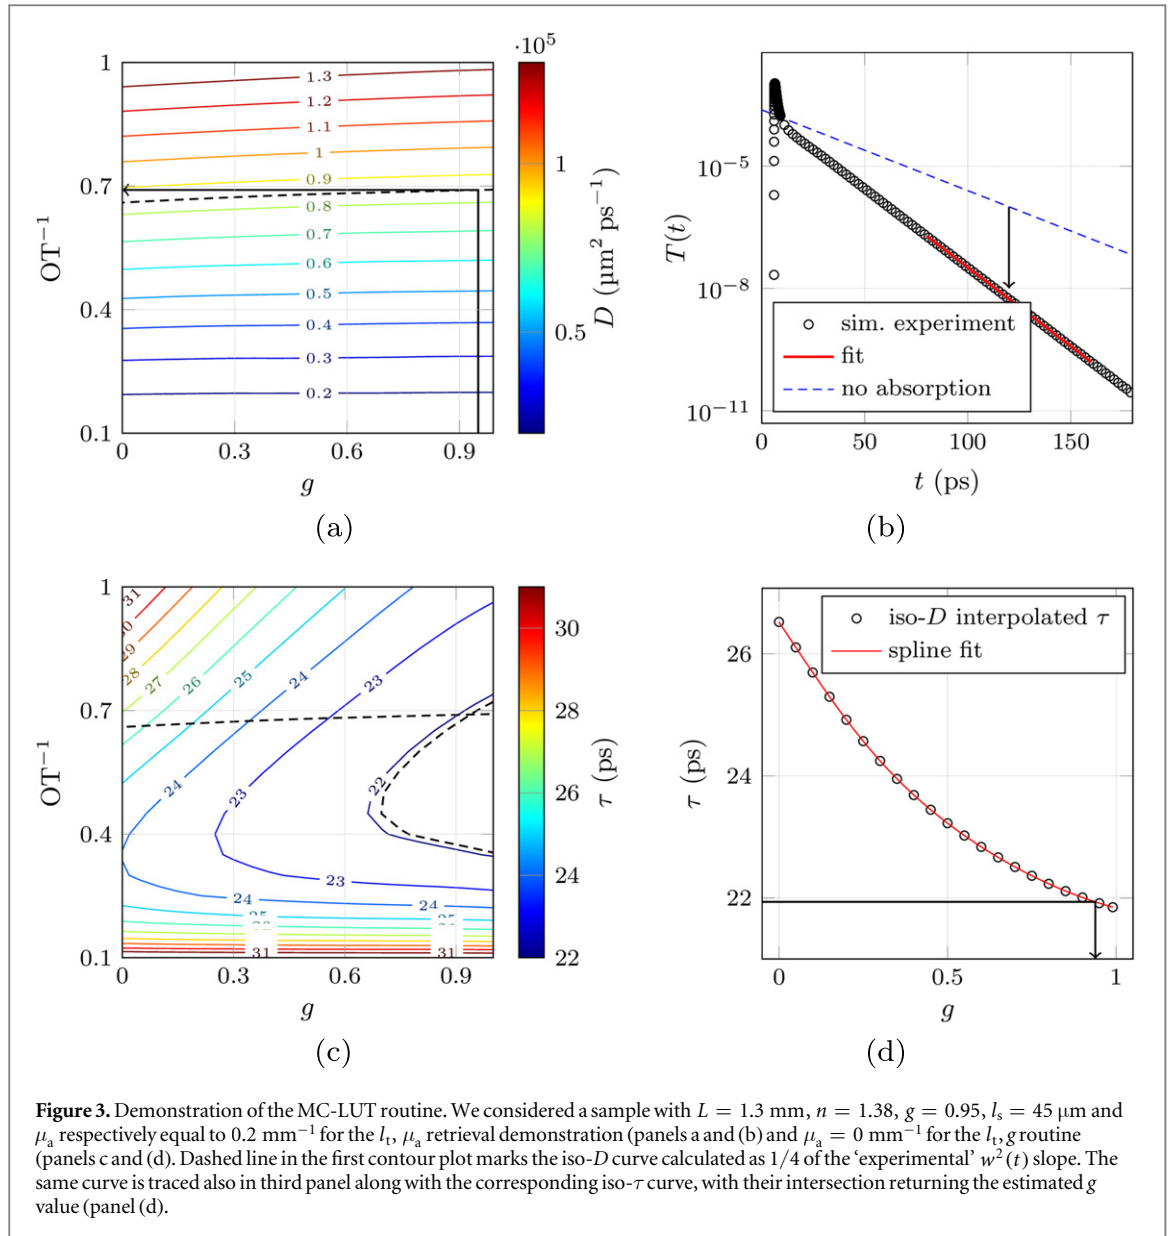 ·10⁵
1
0.7
0.4
0.1
OT⁻¹
1.3
1.2
1.1
1
0.9
0.8
0.7
0.6
0.5
0.4
0.3
0.2
0 0.3 0.6 0.9
g
1
0.5
D (µm² ps⁻¹)
(a)
10⁻⁵
10⁻⁸
10⁻¹¹
T(t)
sim. experiment
fit
no absorption
0 50 100 150
t (ps)
(b)
1
0.7
0.4
0.1
OT⁻¹
31
30
29
28
27 26 25 24 23
24 23 22
23
24 22
25 25
31 31
0 0.3 0.6 0.9
g
30
28
26
24
22
τ (ps)
(c)
iso-D interpolated τ
spline fit
26
24
22
τ (ps)
0 0.5 1
g
(d)
Figure 3. Demonstration of the MC-LUT routine. We considered a sample with L = 1.3 mm, n = 1.38, g = 0.95, lₛ = 45 µm and
µₐ respectively equal to 0.2 mm⁻¹ for the lₜ, µₐ retrieval demonstration (panels a and (b) and µₐ = 0 mm⁻¹ for the lₜ, g routine
(panels c and (d). Dashed line in the first contour plot marks the iso-D curve calculated as 1/4 of the ‘experimental’ w²(t) slope. The
same curve is traced also in third panel along with the corresponding iso-τ curve, with their intersection returning the estimated g
value (panel (d).